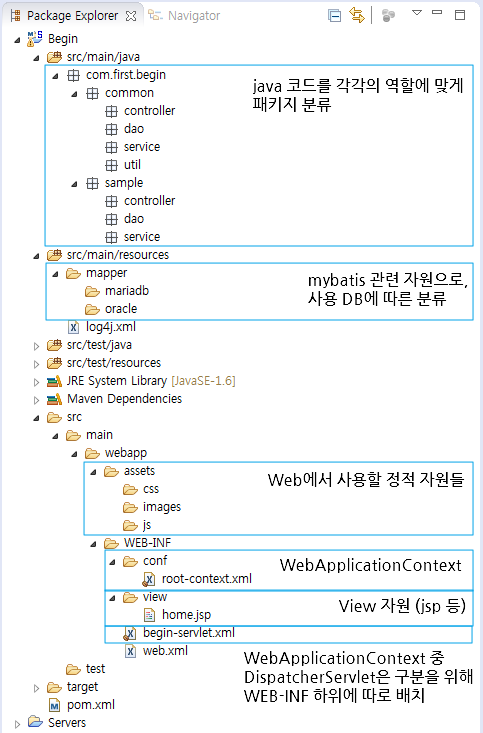 Package Explorer
Navigator
Begin
src/main/java
com.first.begin
java 코드를 각각의 역할에 맞게
패키지 분류
common
controller
dao
service
util
sample
controller
dao
service
src/main/resources
mapper
mybatis 관련 자원으로,
사용 DB에 따른 분류
mariadb
oracle
log4j.xml
src/test/java
src/test/resources
JRE System Library [JavaSE-1.6]
Maven Dependencies
src
main
webapp
assets
Web에서 사용할 정적 자원들
css
images
js
WEB-INF
conf
WebApplicationContext
root-context.xml
view
View 자원 (jsp 등)
home.jsp
begin-servlet.xml
web.xml
WebApplicationContext 중
DispatcherServlet은 구분을 위해
WEB-INF 하위에 따로 배치
test
target
pom.xml
Servers